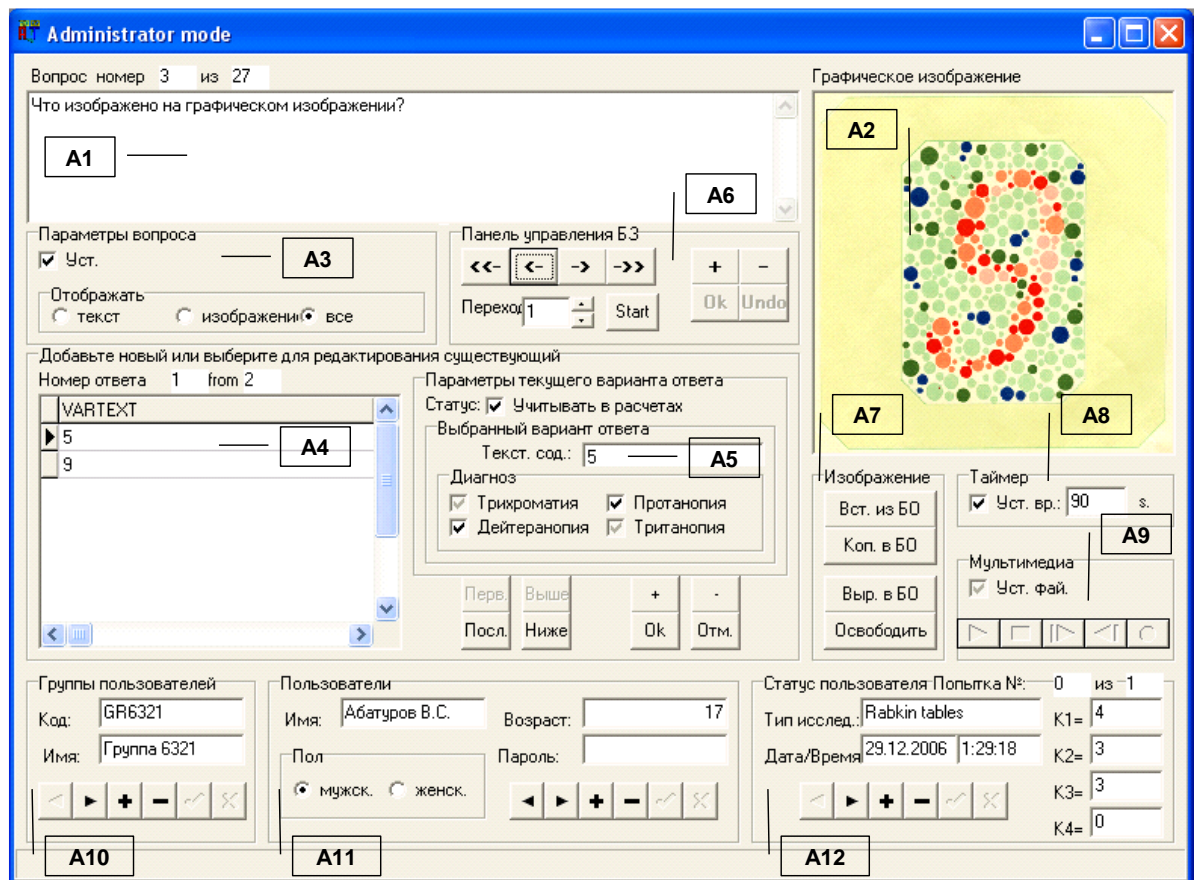 Administrator mode
Вопрос номер 3 из 27
Что изображено на графическом изображении?
A1
Графическое изображение
A2
9
A6
Параметры вопроса
Уст.
A3
Отображать
текст изображени все
Панель управления БЗ
<<- <- -> ->>
+ -
Переход 1 Start
Ok Undo
Добавьте новый или выберите для редактирования существующий
Номер ответа 1 from 2
VARTEXT
5
9
A4
Параметры текущего варианта ответа
Статус: Учитывать в расчетах
Выбранный вариант ответа
Текст. сод.: 5
A5
Диагноз
Трихроматия Протанопия
Дейтеранопия Тританопия
Перв. Выше + -
Посл. Ниже Ok Отм.
A7
Изображение
Вст. из БО
Коп. в БО
Выр. в БО
Освободить
A8
Таймер
Уст. вр.: 90 s.
A9
Мультимедиа
Уст. фай.
Группы пользователей
Код: GR6321
Имя: Группа 6321
A10
Пользователи
Имя: Абатуров В.С. Возраст: 17
Пол
мужск. женск.
Пароль:
A11
Статус пользователя Попытка №: 0 из 1
Тип исслед.: Rabkin tables K1= 4
Дата/Время 29.12.2006 1:29:18 K2= 3
K3= 3
K4= 0
A12